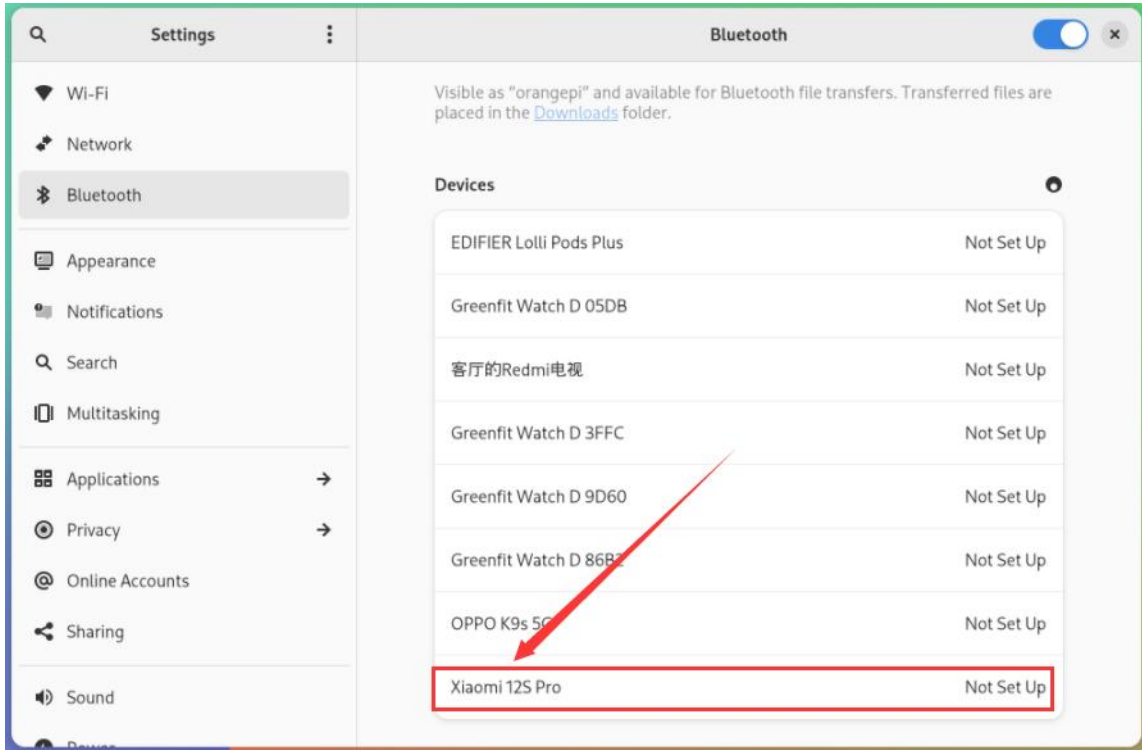 Settings
Bluetooth
Wi-Fi
Network
Bluetooth
Appearance
Notifications
Search
Multitasking
Applications
Privacy
Online Accounts
Sharing
Sound
Power
Visible as "orangepi" and available for Bluetooth file transfers. Transferred files are
placed in the Downloads folder.
Devices
EDIFIER Lolli Pods Plus Not Set Up
Greenfit Watch D 05DB Not Set Up
客厅的Redmi电视 Not Set Up
Greenfit Watch D 3FFC Not Set Up
Greenfit Watch D 9D60 Not Set Up
Greenfit Watch D 86B2 Not Set Up
OPPO K9s 5G Not Set Up
Xiaomi 12S Pro Not Set Up